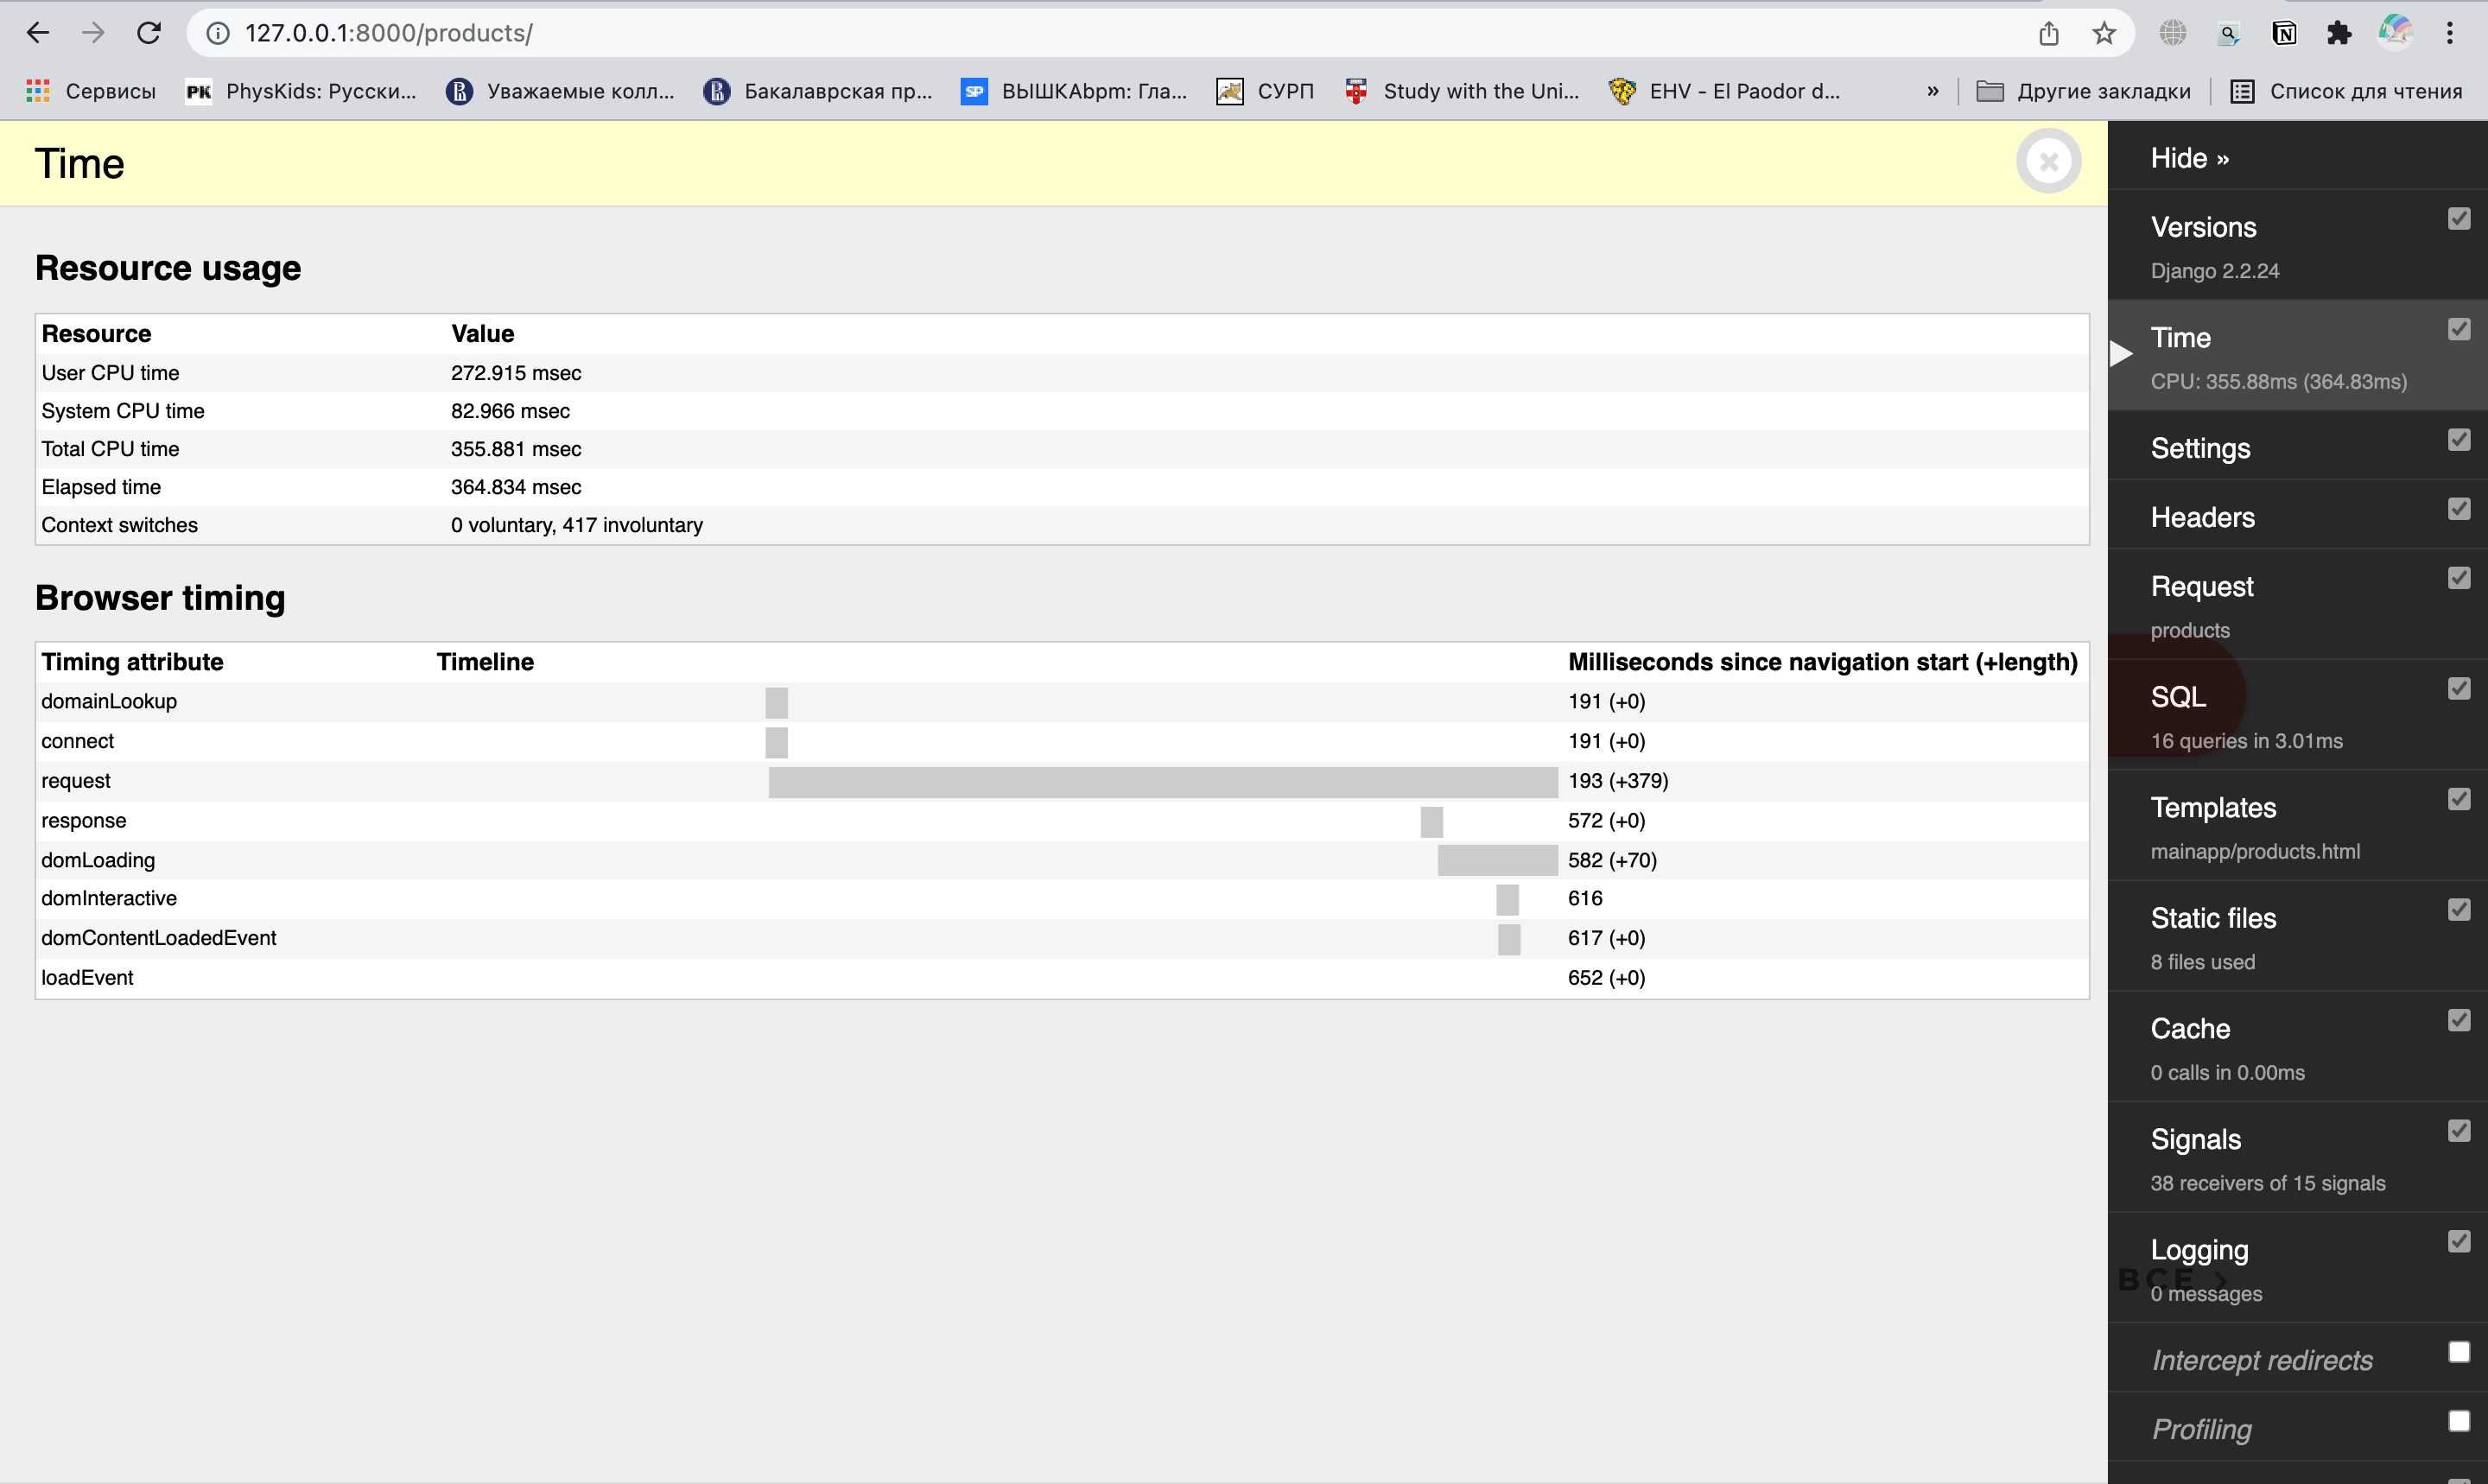 127.0.0.1:8000/products/
Сервисы PK PhysKids: Русски... Уважаемые колл... Бакалаврская пр... SP ВЫШКАbpm: Гла... СУРП Study with the Uni... EHV - El Paodor d... » Другие закладки Список для чтения
Time
Resource usage
Resource Value
User CPU time 272.915 msec
System CPU time 82.966 msec
Total CPU time 355.881 msec
Elapsed time 364.834 msec
Context switches 0 voluntary, 417 involuntary
Browser timing
Timing attribute Timeline Milliseconds since navigation start (+length)
domainLookup 191 (+0)
connect 191 (+0)
request 193 (+379)
response 572 (+0)
domLoading 582 (+70)
domInteractive 616
domContentLoadedEvent 617 (+0)
loadEvent 652 (+0)
Hide »
Versions
Django 2.2.24
Time
CPU: 355.88ms (364.83ms)
Settings
Headers
Request
products
SQL
16 queries in 3.01ms
Templates
mainapp/products.html
Static files
8 files used
Cache
0 calls in 0.00ms
Signals
38 receivers of 15 signals
Logging
ВСЕ >
0 messages
Intercept redirects
Profiling